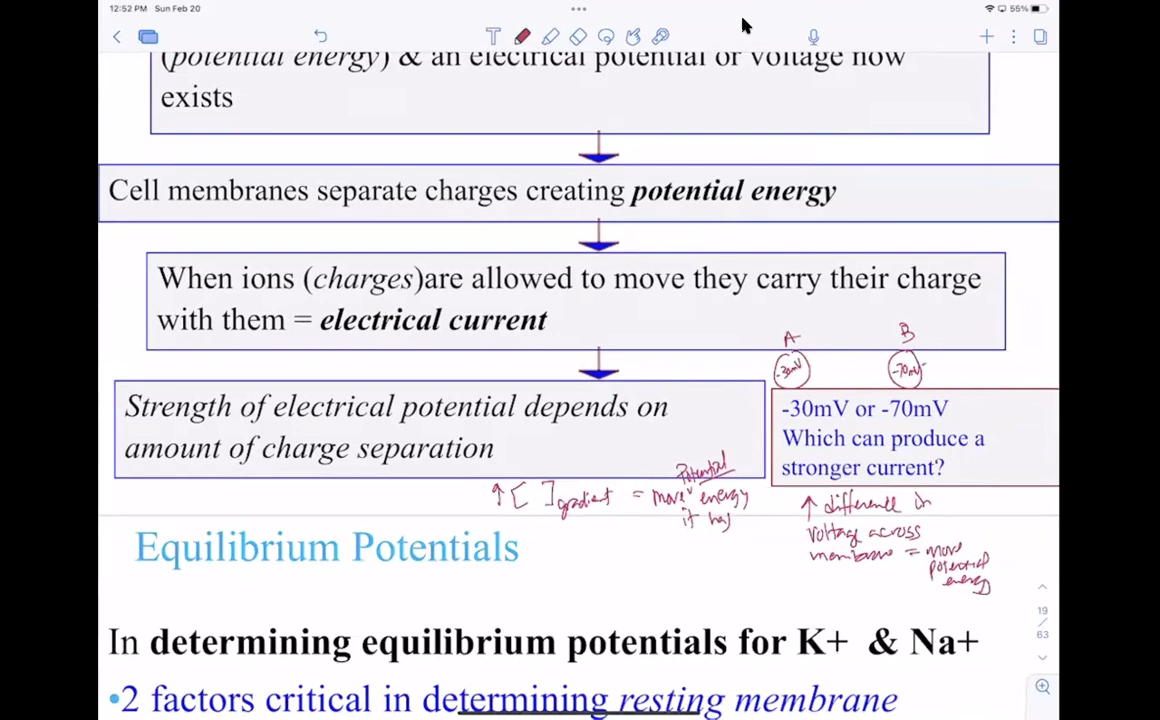 12:52 PM Sun Feb 20
55%
(potential energy) & an electrical potential or voltage now
exists
Cell membranes separate charges creating potential energy
When ions (charges)are allowed to move they carry their charge
with them = electrical current
A
B
-30mV
-70mV
Strength of electrical potential depends on
amount of charge separation
-30mV or -70mV
Which can produce a
stronger current?
Potential
↑ [ ] gradient = more energy
it has
↑ difference in
voltage across
membrane = more
potential
energy
Equilibrium Potentials
19
/
63
In determining equilibrium potentials for K+ & Na+
•2 factors critical in determining resting membrane